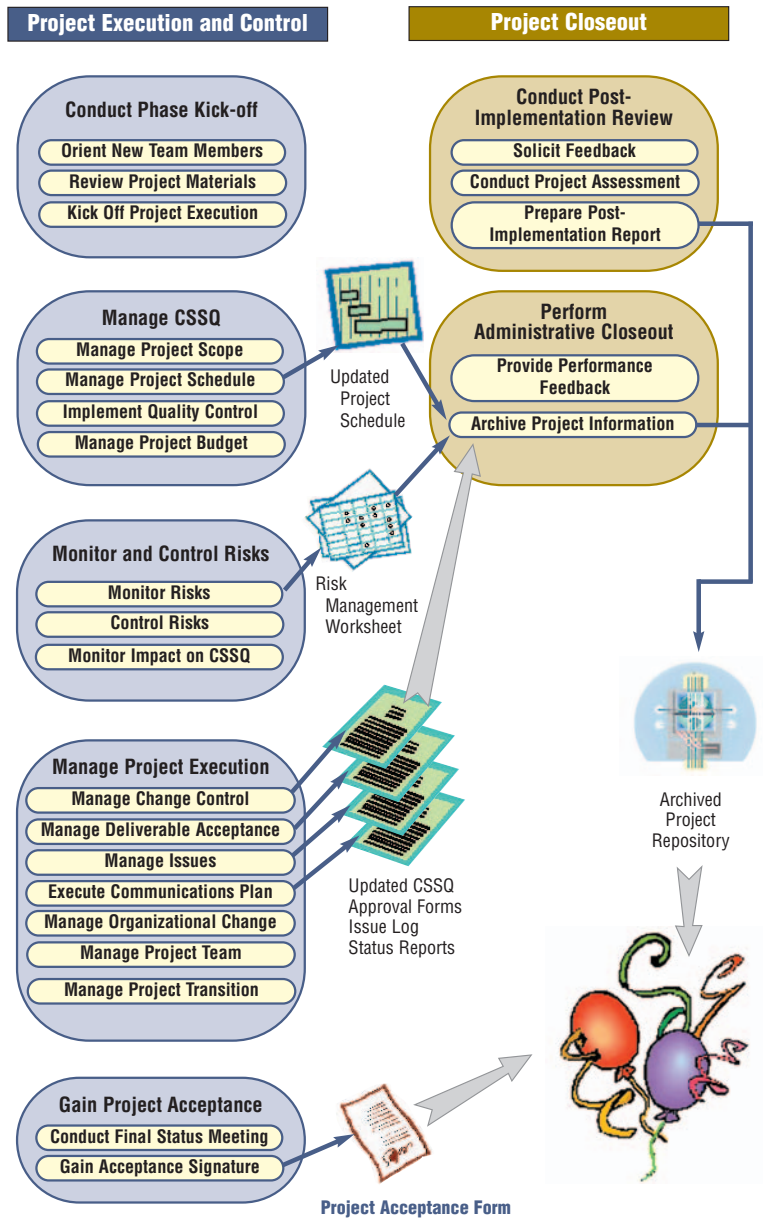 Project Execution and Control
Conduct Phase Kick-off
Orient New Team Members
Review Project Materials
Kick Off Project Execution
Manage CSSQ
Manage Project Scope
Manage Project Schedule
Implement Quality Control
Manage Project Budget
Updated
Project
Schedule
Monitor and Control Risks
Monitor Risks
Control Risks
Monitor Impact on CSSQ
Risk
Management
Worksheet
Manage Project Execution
Manage Change Control
Manage Deliverable Acceptance
Manage Issues
Execute Communications Plan
Manage Organizational Change
Manage Project Team
Manage Project Transition
Updated CSSQ
Approval Forms
Issue Log
Status Reports
Gain Project Acceptance
Conduct Final Status Meeting
Gain Acceptance Signature
Project Acceptance Form
Project Closeout
Conduct Post-
Implementation Review
Solicit Feedback
Conduct Project Assessment
Prepare Post-
Implementation Report
Perform
Administrative Closeout
Provide Performance
Feedback
Archive Project Information
Archived
Project
Repository